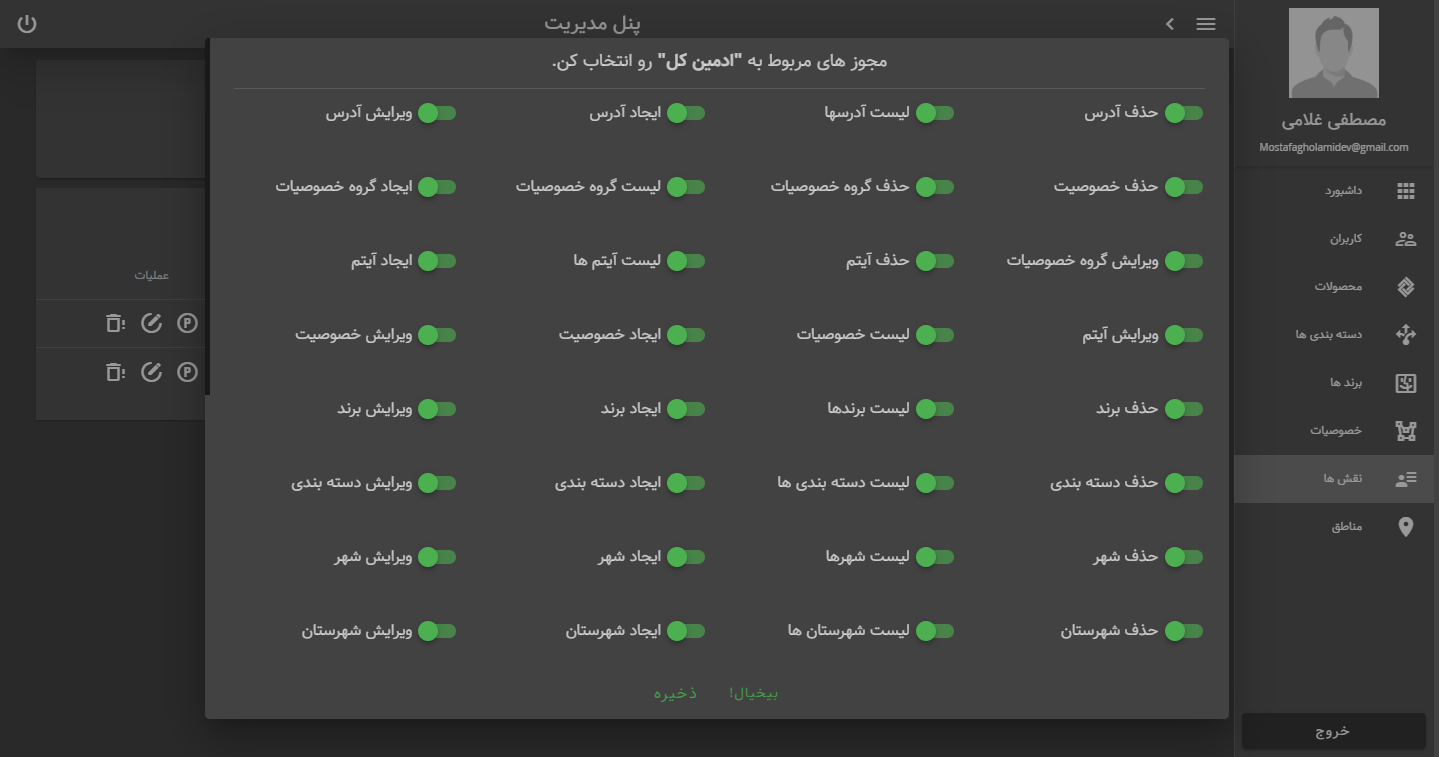 پنل مدیریت
مصطفی غلامی
Mostafagholamidev@gmail.com
داشبورد
کاربران
محصولات
دسته بندی ها
برند ها
خصوصیات
نقش ها
مناطق
خروج
مجوز های مربوط به "ادمین کل" رو انتخاب کن.
حذف آدرس لیست آدرسها ایجاد آدرس ویرایش آدرس
حذف خصوصیت حذف گروه خصوصیات لیست گروه خصوصیات ایجاد گروه خصوصیات
ویرایش گروه خصوصیات حذف آیتم لیست آیتم ها ایجاد آیتم
ویرایش آیتم لیست خصوصیات ایجاد خصوصیت ویرایش خصوصیت
حذف برند لیست برندها ایجاد برند ویرایش برند
حذف دسته بندی لیست دسته بندی ها ایجاد دسته بندی ویرایش دسته بندی
حذف شهر لیست شهرها ایجاد شهر ویرایش شهر
حذف شهرستان لیست شهرستان ها ایجاد شهرستان ویرایش شهرستان
بیخیال! ذخیره
عملیات